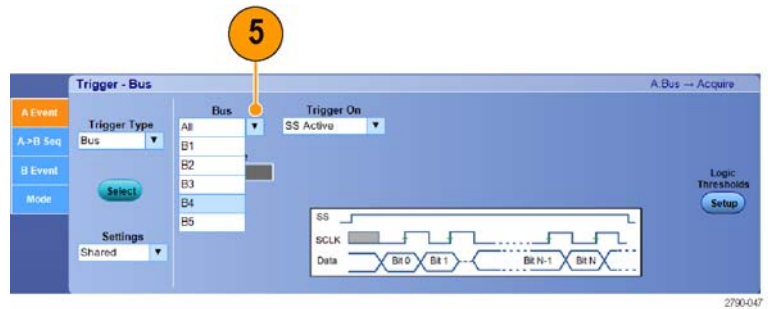 5
Trigger - Bus
A:Bus → Acquire
A Event
A->B Seq
B Event
Mode
Trigger Type
Bus
Select
Settings
Shared
Bus
All
B1
B2
B3
B4
B5
Trigger On
SS Active
Logic
Thresholds
Setup
SS
SCLK
Data
Bit 0
Bit 1
Bit N-1
Bit N
2790-047